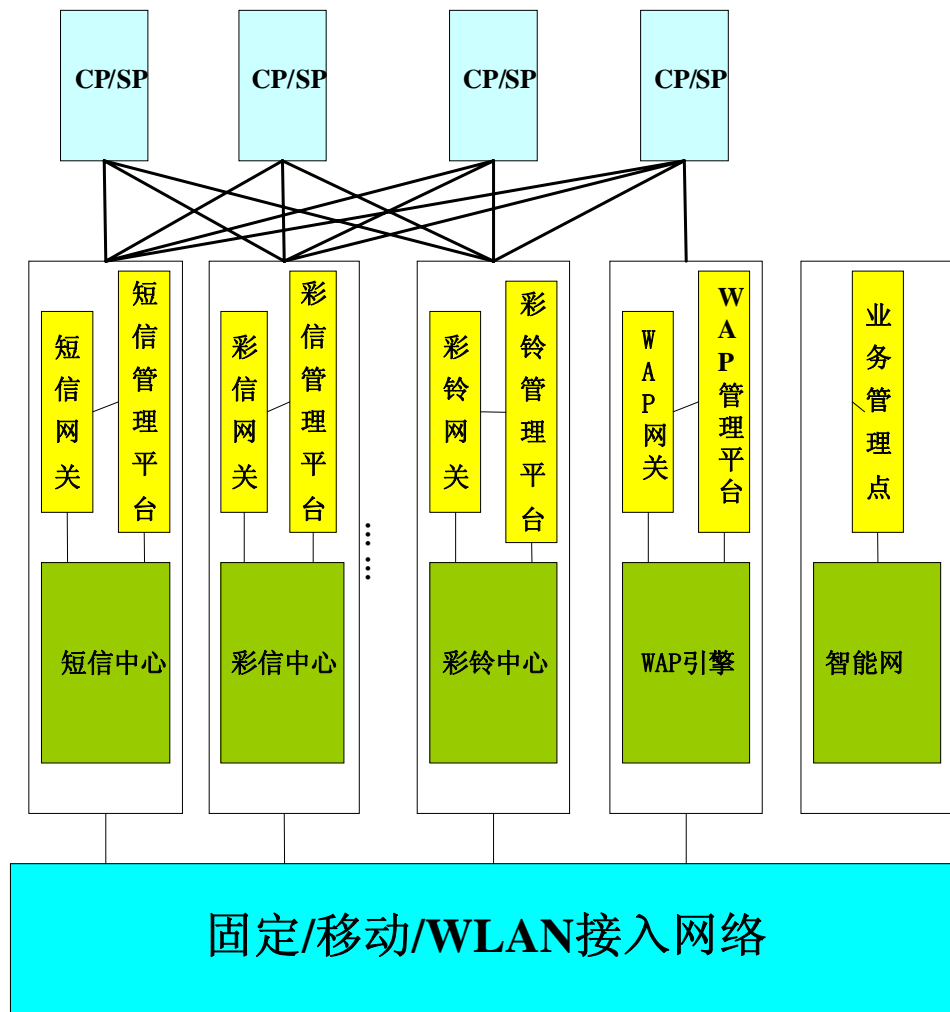 CP/SP
CP/SP
CP/SP
CP/SP
短信网关
短信管理平台
彩信网关
彩信管理平台
彩铃网关
彩铃管理平台
WAP网关
WAP管理平台
业务管理点
……
短信中心
彩信中心
彩铃中心
WAP引擎
智能网
固定/移动/WLAN接入网络